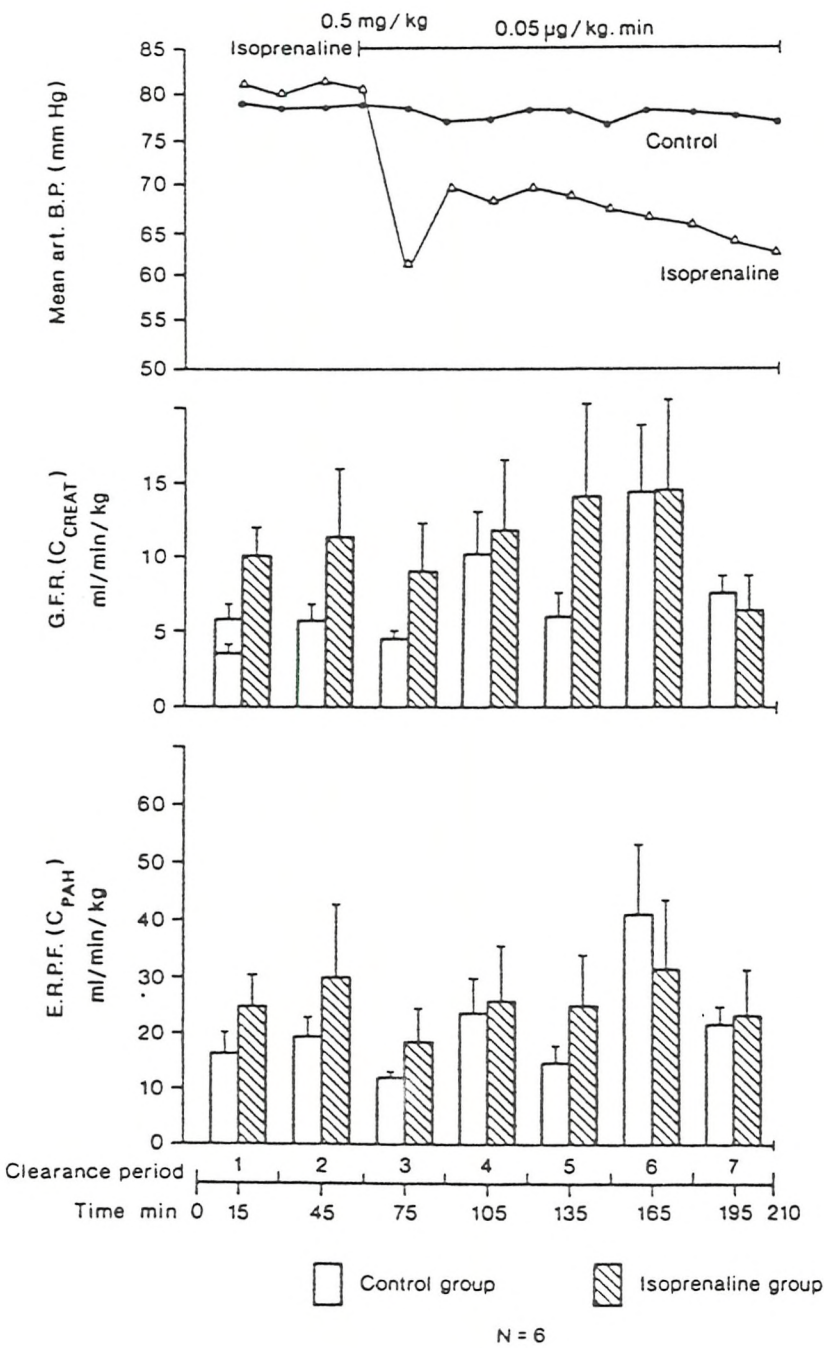 0.5 mg/kg
0.05 µg/kg. min
Isoprenaline
85
80
75
70
65
60
55
50
Mean art. B.P. (mm Hg)
Control
Isoprenaline
15
10
5
0
G.F.R. (C_CREAT)
ml/min/kg
60
50
40
30
20
10
0
E.R.P.F. (C_PAH)
ml/min/kg
Clearance period 1 2 3 4 5 6 7
Time min 0 15 45 75 105 135 165 195 210
Control group
Isoprenaline group
N = 6